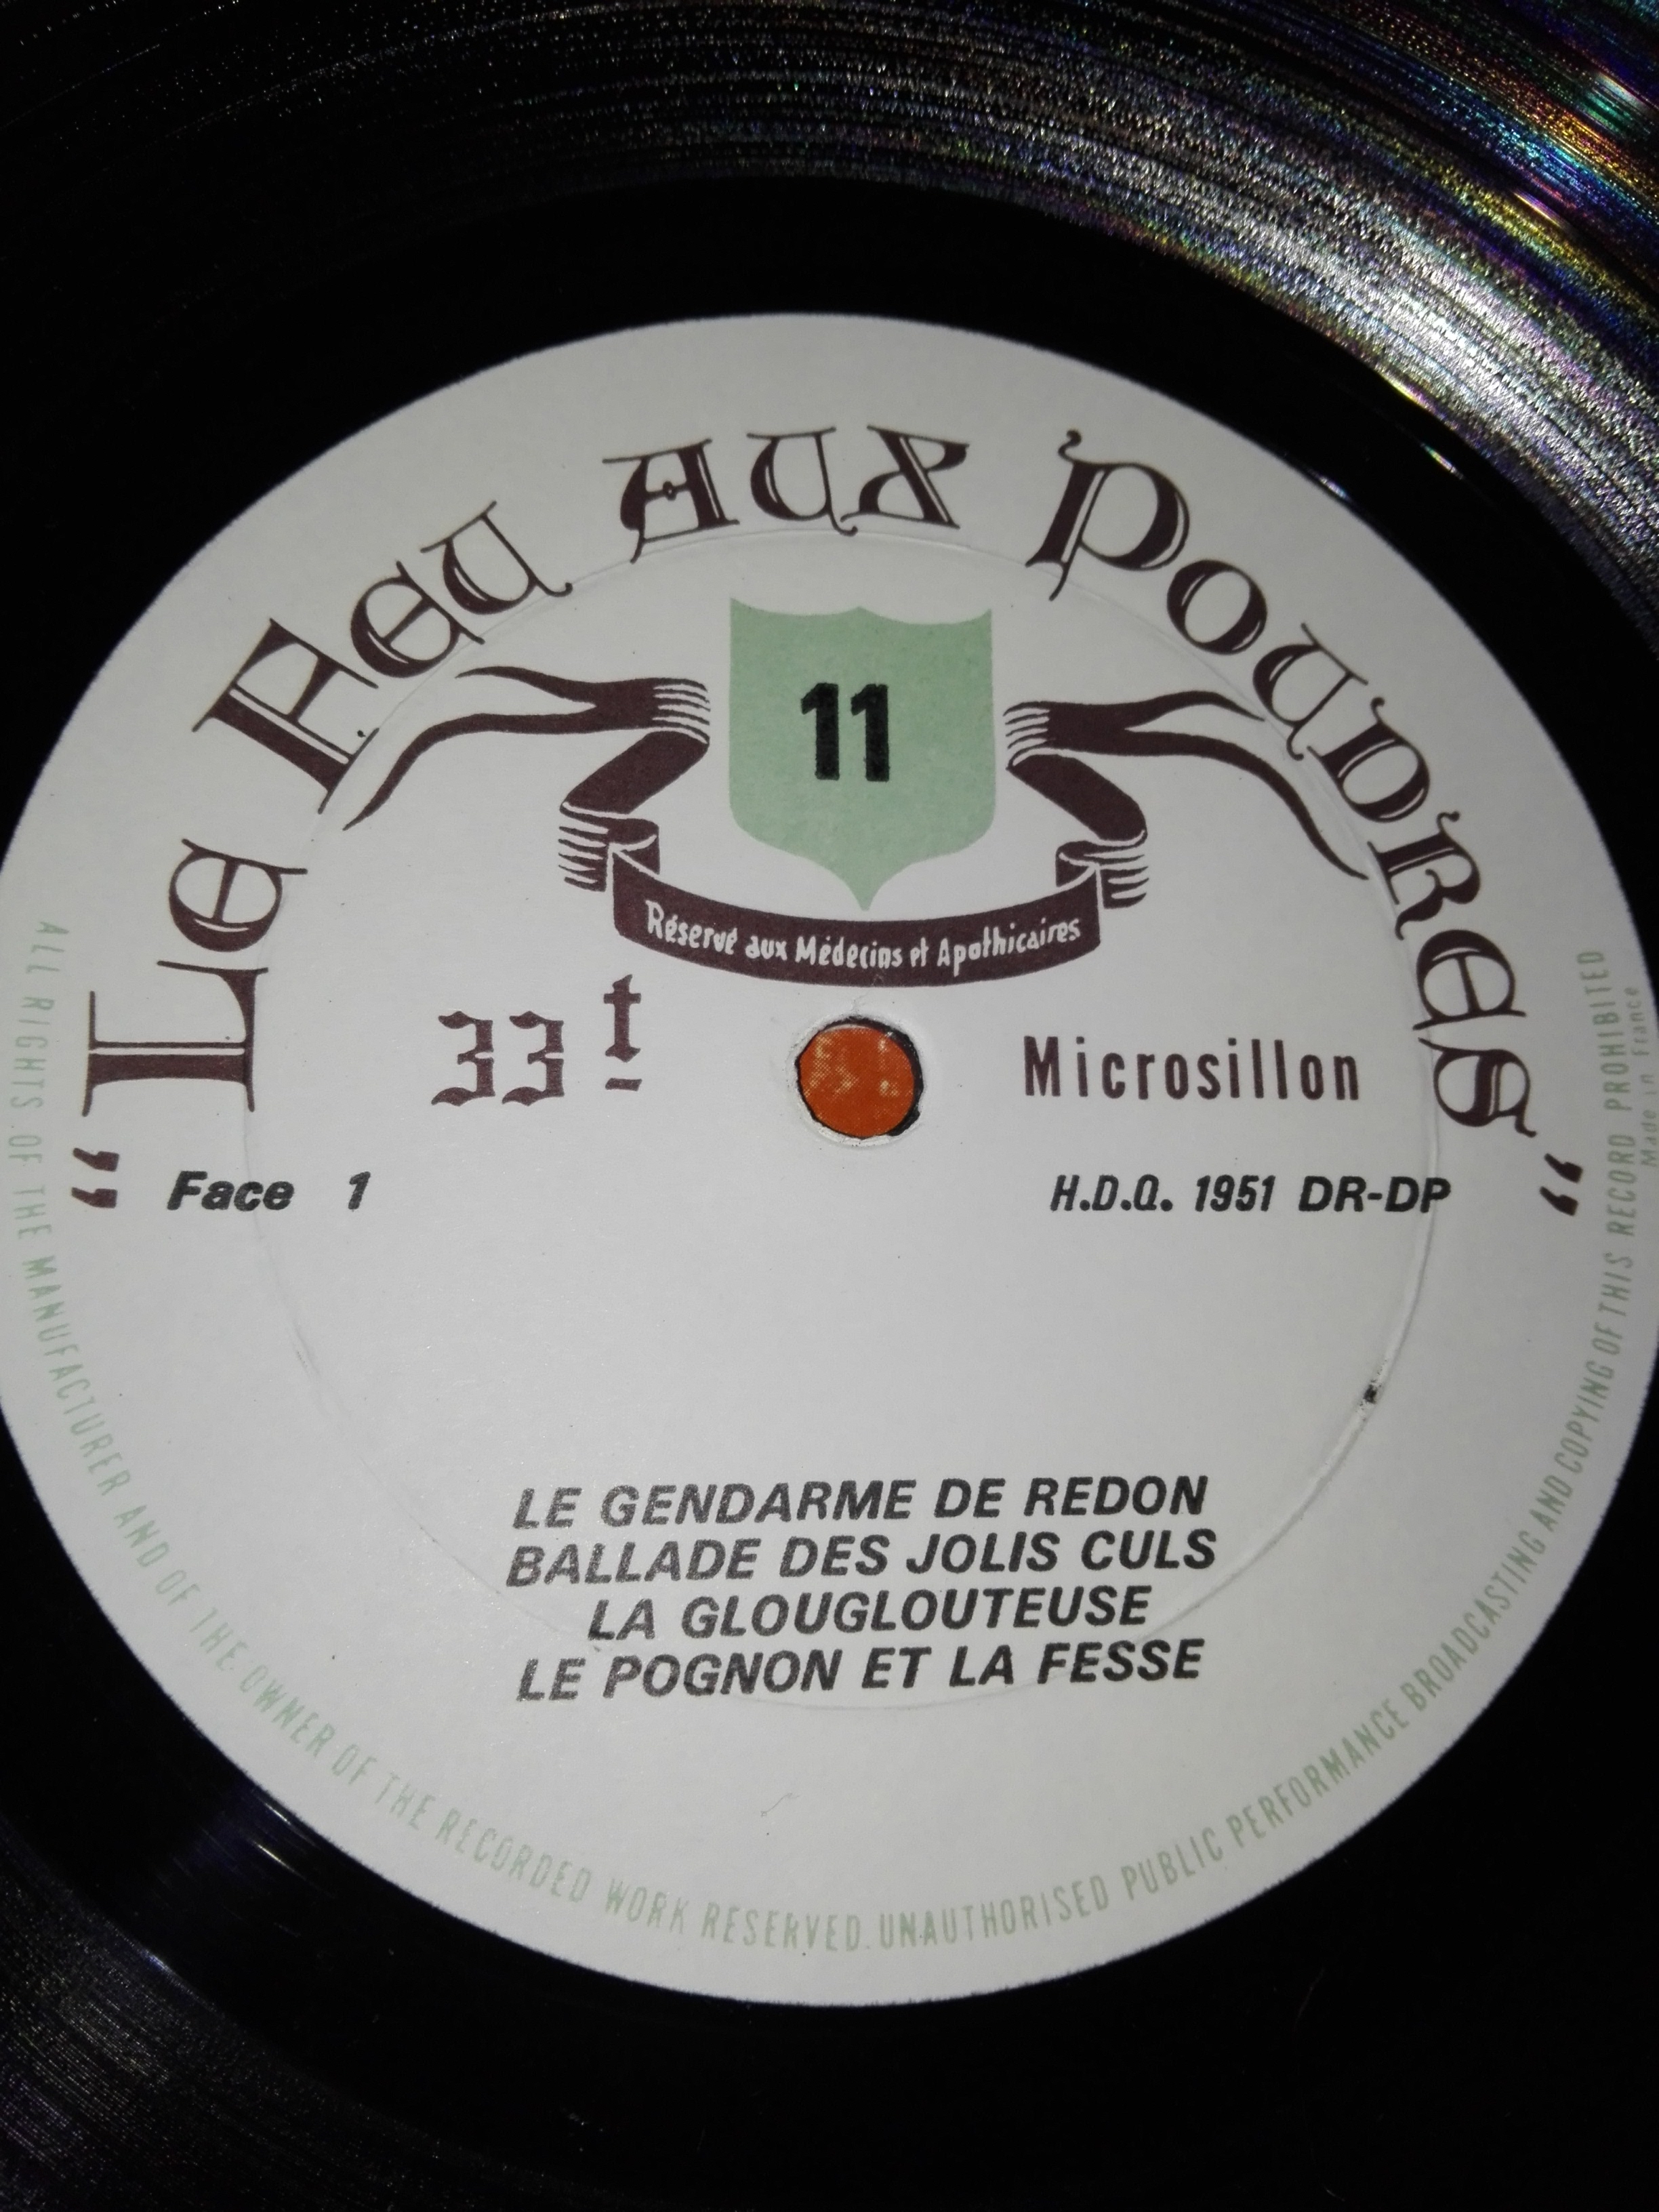 "Le Feu aux Poudres"
11
Réservé aux Médecins et Apothicaires
33 t
Microsillon
Face 1
H.D.Q. 1951 DR-DP
LE GENDARME DE REDON
BALLADE DES JOLIS CULS
LA GLOUGLOUTEUSE
LE POGNON ET LA FESSE
ALL RIGHTS OF THE MANUFACTURER AND OF THE OWNER OF THE RECORDED WORK RESERVED. UNAUTHORISED PUBLIC PERFORMANCE BROADCASTING AND COPYING OF THIS RECORD PROHIBITED
Made in France